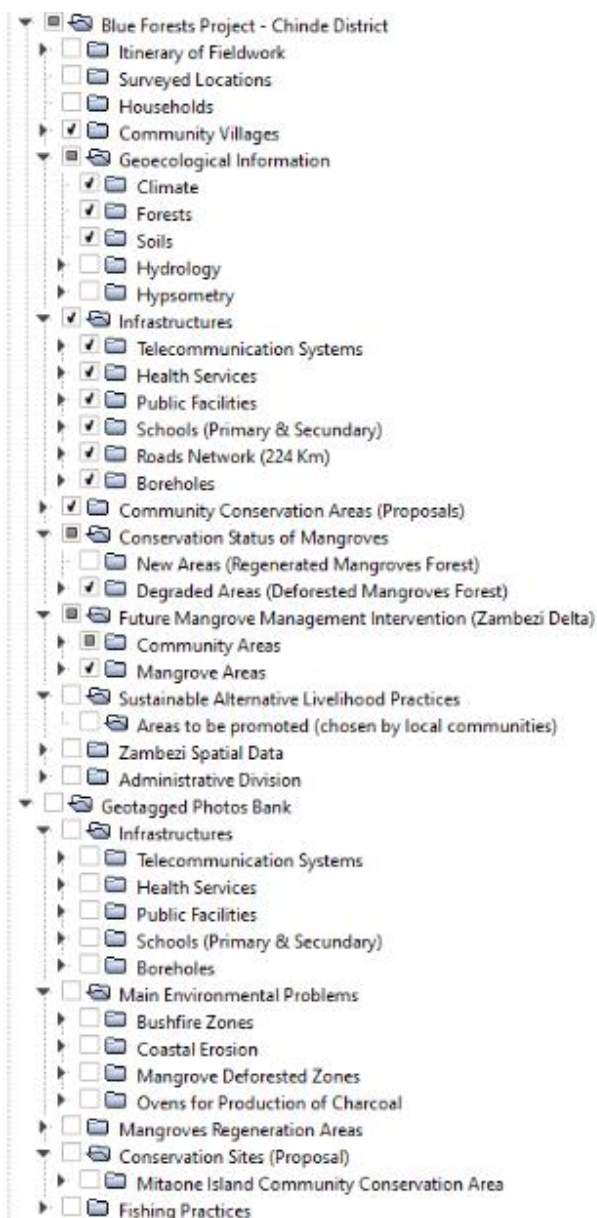 Blue Forests Project - Chinde District
Itinerary of Fieldwork
Surveyed Locations
Households
Community Villages
Geoecological Information
Climate
Forests
Soils
Hydrology
Hypsometry
Infrastructures
Telecommunication Systems
Health Services
Public Facilities
Schools (Primary & Secundary)
Roads Network (224 Km)
Boreholes
Community Conservation Areas (Proposals)
Conservation Status of Mangroves
New Areas (Regenerated Mangroves Forest)
Degraded Areas (Deforested Mangroves Forest)
Future Mangrove Management Intervention (Zambezi Delta)
Community Areas
Mangrove Areas
Sustainable Alternative Livelihood Practices
Areas to be promoted (chosen by local communities)
Zambezi Spatial Data
Administrative Division
Geotagged Photos Bank
Infrastructures
Telecommunication Systems
Health Services
Public Facilities
Schools (Primary & Secundary)
Boreholes
Main Environmental Problems
Bushfire Zones
Coastal Erosion
Mangrove Deforested Zones
Ovens for Production of Charcoal
Mangroves Regeneration Areas
Conservation Sites (Proposal)
Mitaone Island Community Conservation Area
Fishing Practices